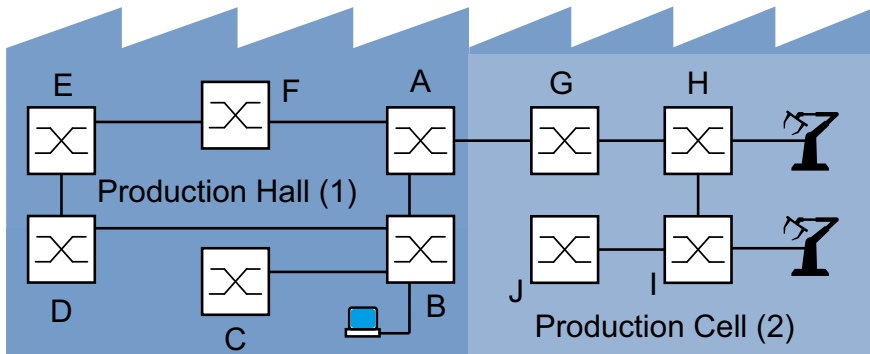 E
F
A
G
H
Production Hall (1)
D
C
B
J
I
Production Cell (2)